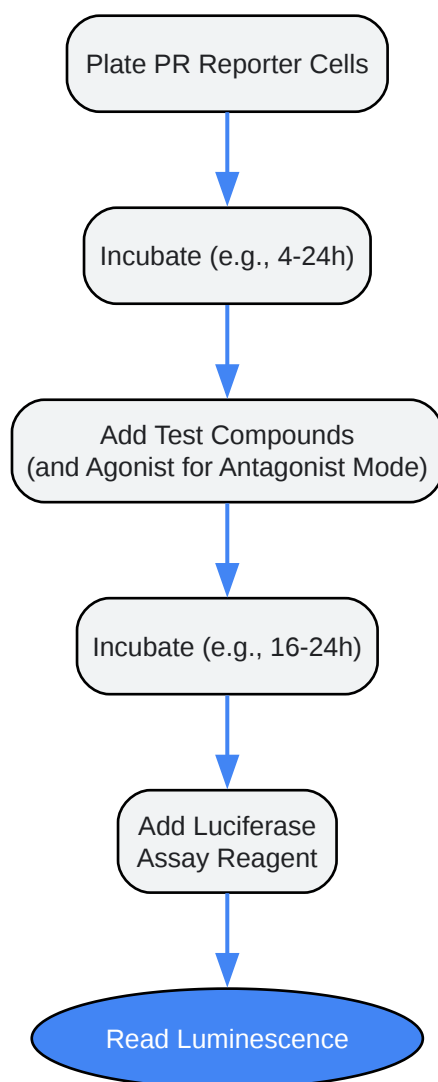 Plate PR Reporter Cells
Incubate (e.g., 4-24h)
Add Test Compounds
(and Agonist for Antagonist Mode)
Incubate (e.g., 16-24h)
Add Luciferase
Assay Reagent
Read Luminescence